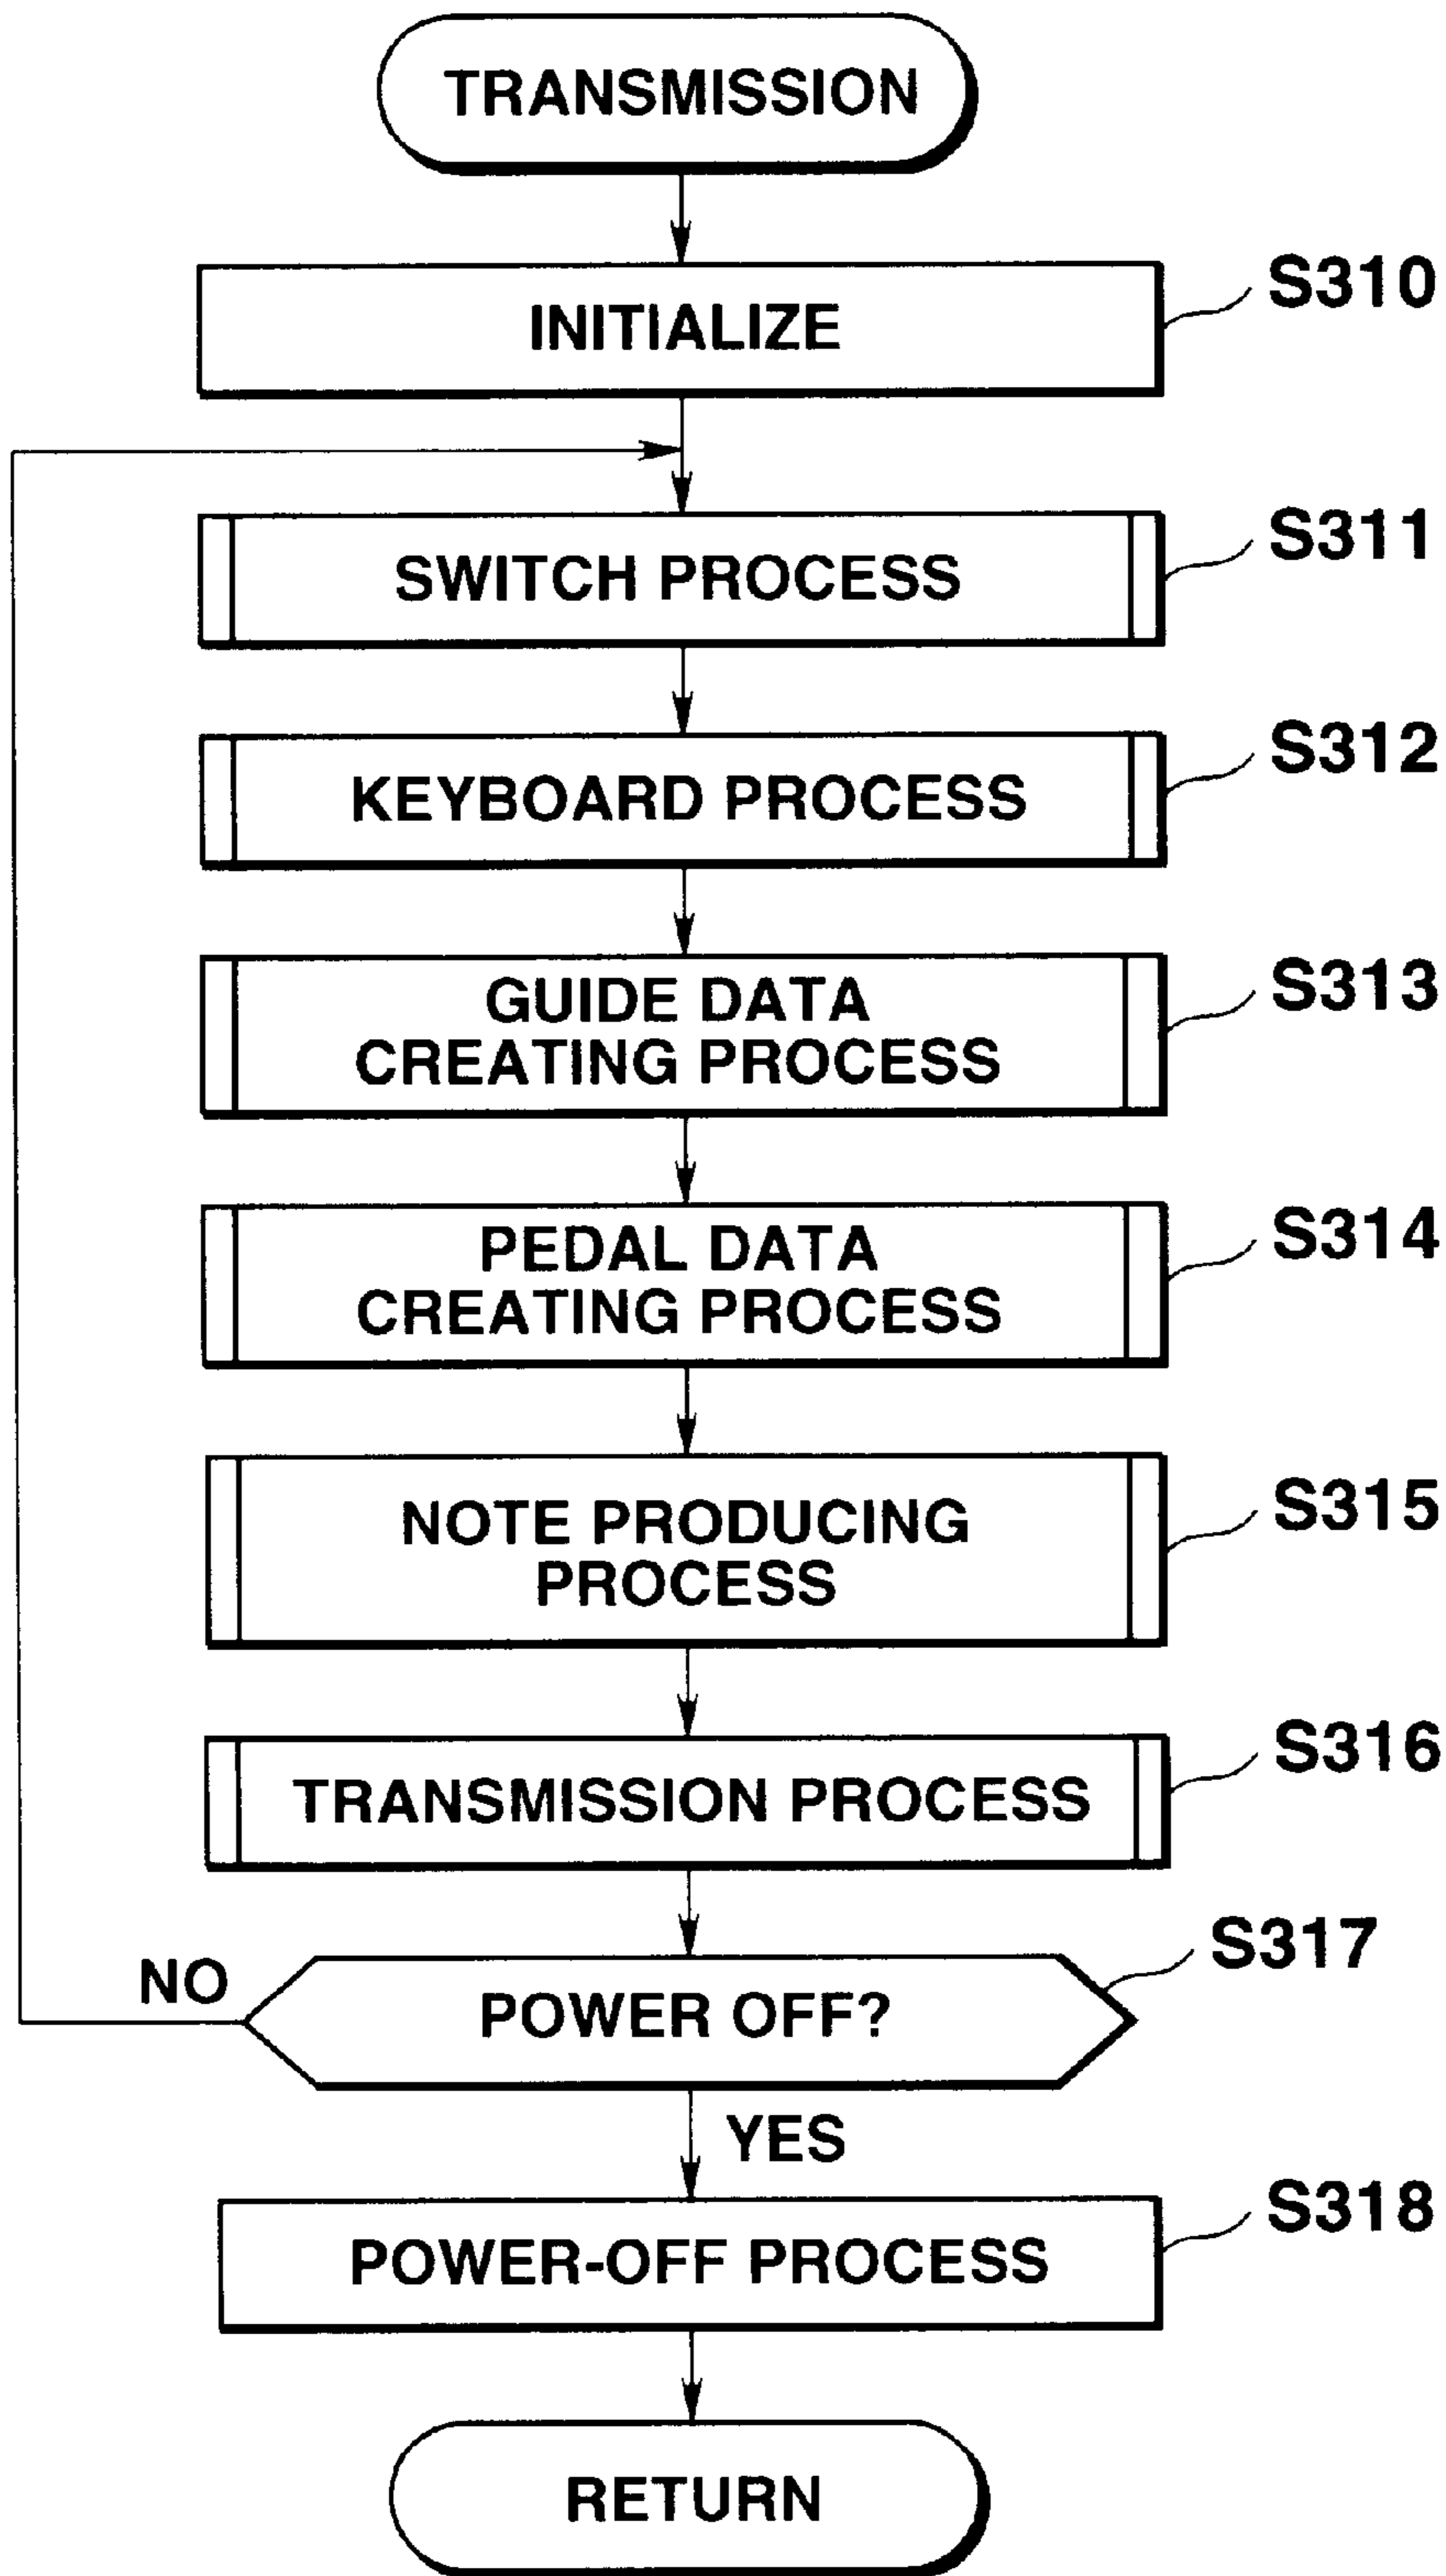 TRANSMISSION
INITIALIZE
S310
SWITCH PROCESS
S311
KEYBOARD PROCESS
S312
GUIDE DATA
CREATING PROCESS
S313
PEDAL DATA
CREATING PROCESS
S314
NOTE PRODUCING
PROCESS
S315
TRANSMISSION PROCESS
S316
POWER OFF?
S317
NO
YES
POWER-OFF PROCESS
S318
RETURN